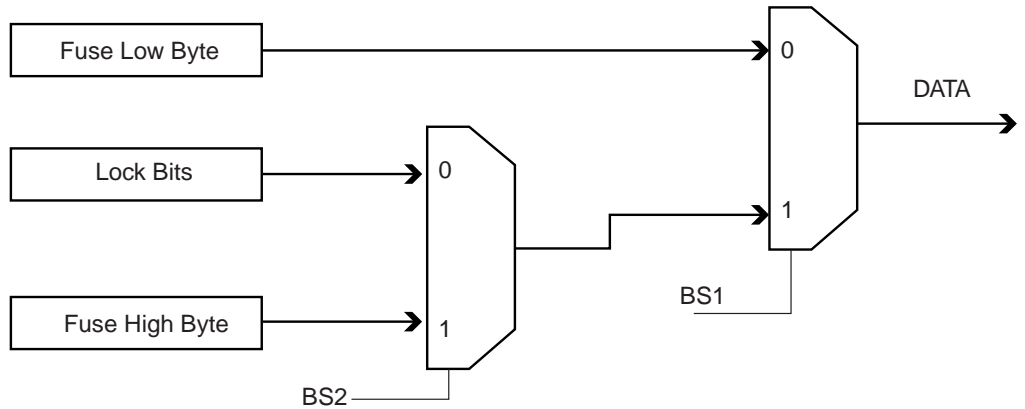 Fuse Low Byte
0
DATA
Lock Bits
0
1
BS1
Fuse High Byte
1
BS2